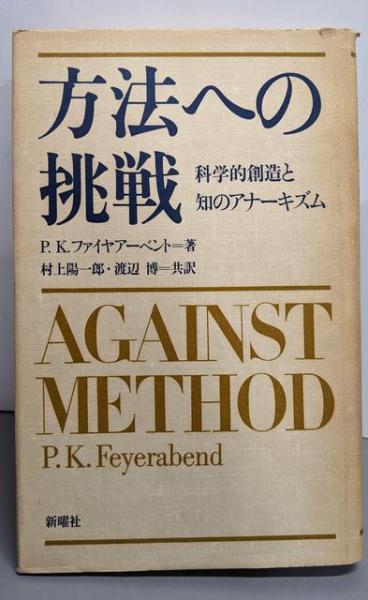 方法への
挑戦
科学的創造と
知のアナーキズム
P. K. ファイヤアーベント＝著
村上陽一郎・渡辺 博＝共訳
AGAINST
METHOD
P. K. Feyerabend
新曜社